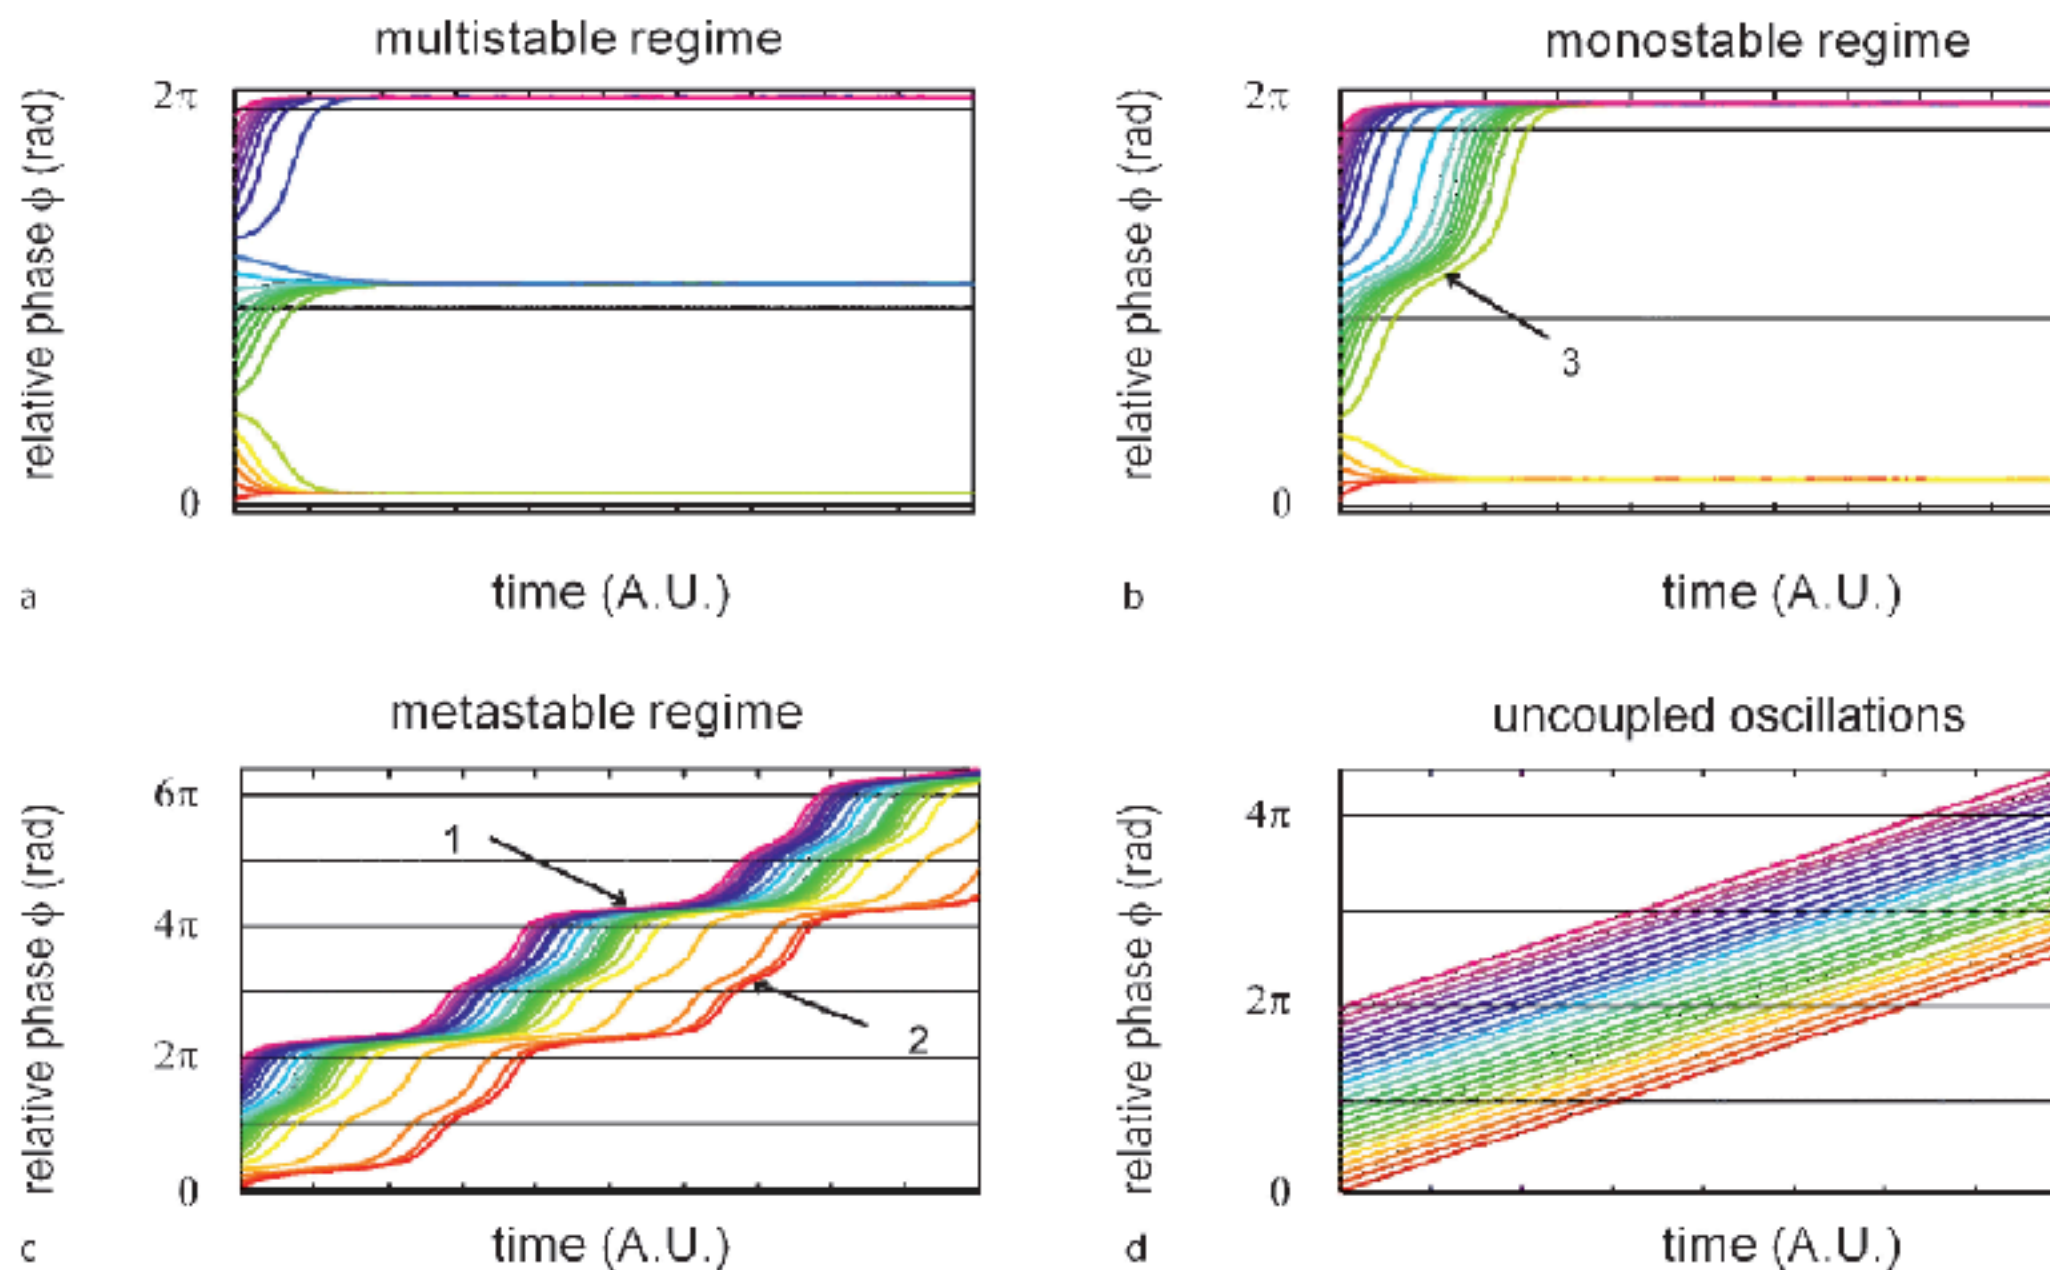 multistable regime
2π
relative phase ϕ (rad)
0
time (A.U.)
a
monostable regime
2π
relative phase ϕ (rad)
3
0
time (A.U.)
b
metastable regime
6π
1
4π
relative phase ϕ (rad)
2
2π
0
time (A.U.)
c
uncoupled oscillations
4π
relative phase ϕ (rad)
2π
0
time (A.U.)
d